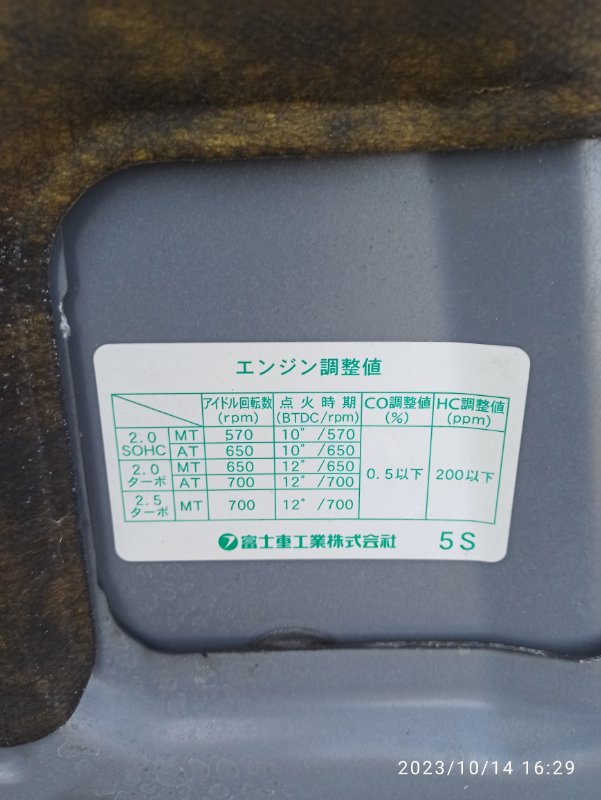 エンジン調整値
アイドル回転数 点火時期 CO調整値 HC調整値
(rpm) (BTDC/rpm) (%) (ppm)
2.0 SOHC MT 570 10°/570 0.5以下 200以下
AT 650 10°/650
2.0 ターボ MT 650 12°/650
AT 700 12°/700
2.5 ターボ MT 700 12°/700
富士重工業株式会社 5S
2023/10/14 16:29